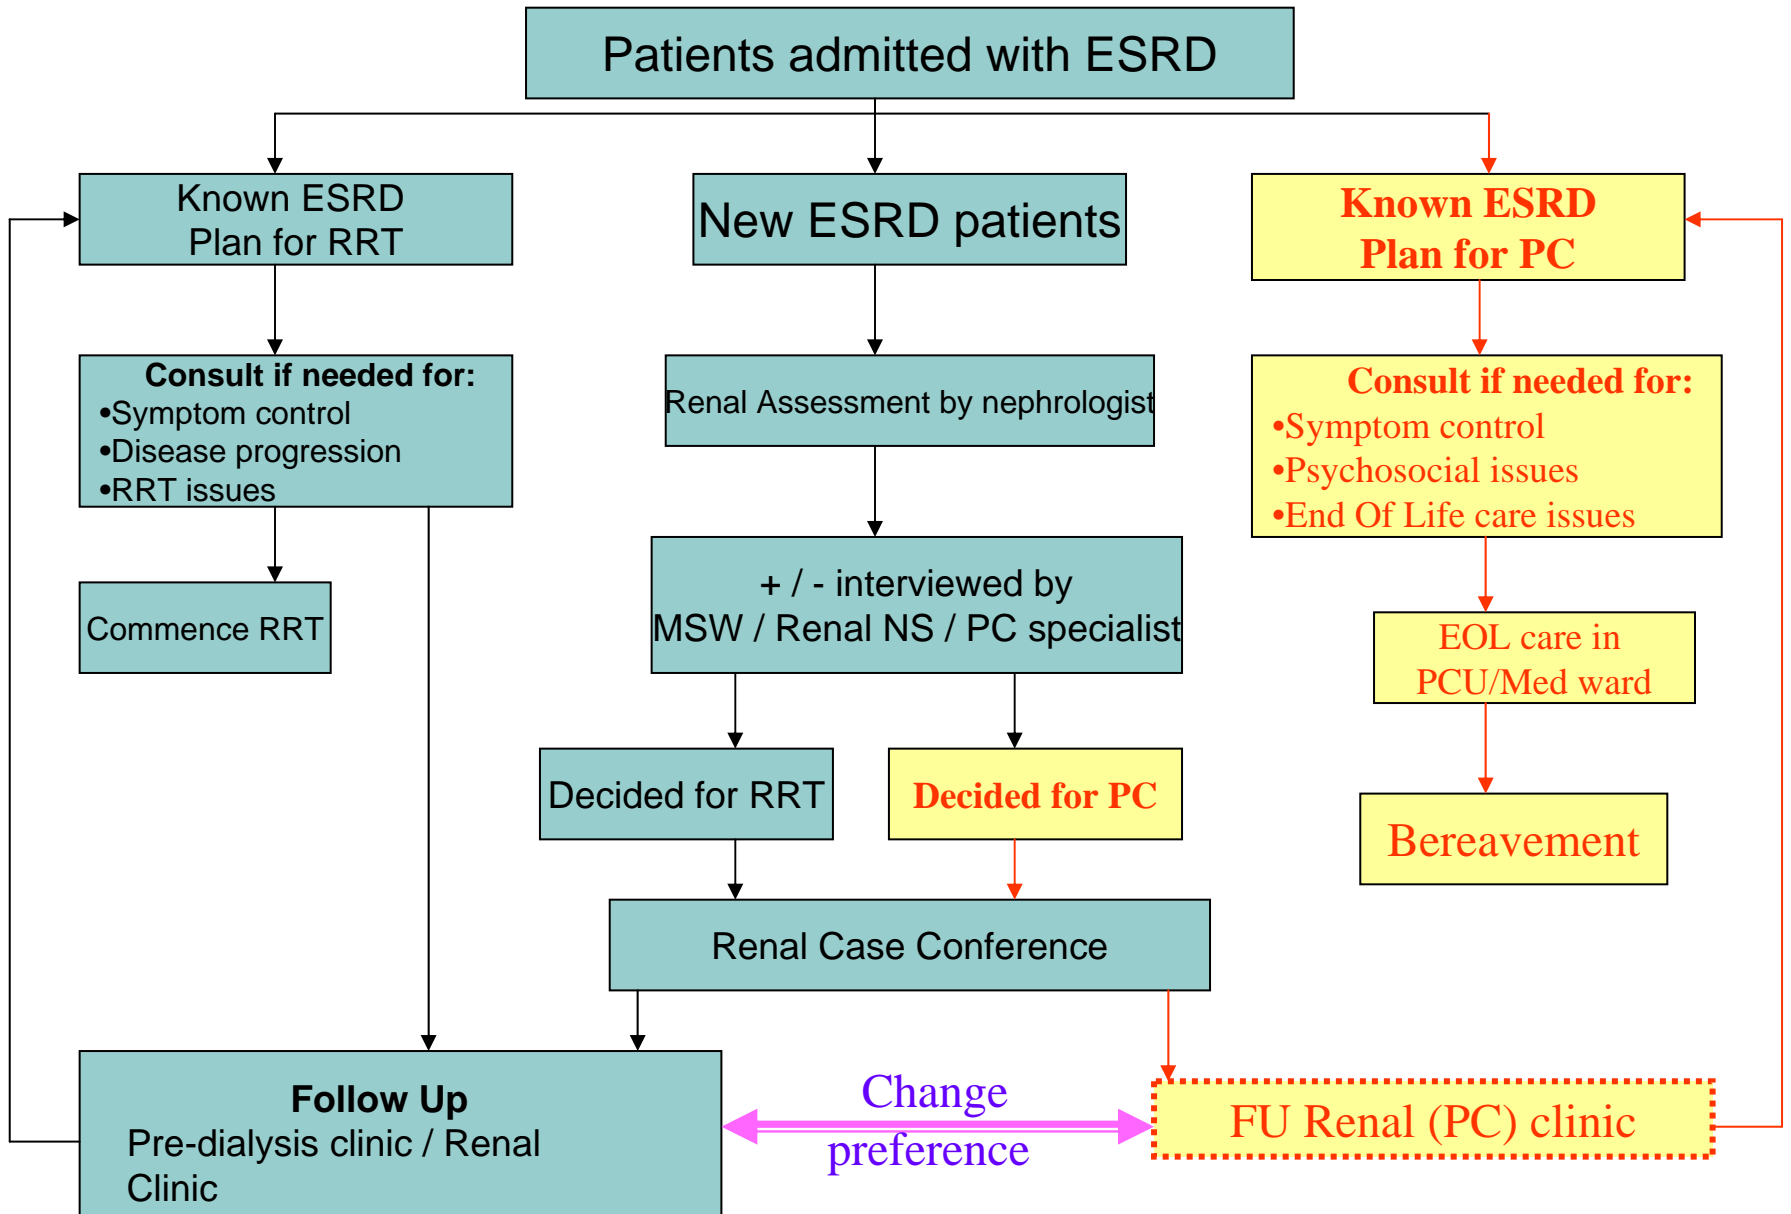 Patients admitted with ESRD
Known ESRD
Plan for RRT
New ESRD patients
Known ESRD
Plan for PC
Consult if needed for:
•Symptom control
•Disease progression
•RRT issues
Renal Assessment by nephrologist
Consult if needed for:
•Symptom control
•Psychosocial issues
•End Of Life care issues
Commence RRT
+ / - interviewed by
MSW / Renal NS / PC specialist
EOL care in
PCU/Med ward
Decided for RRT
Decided for PC
Bereavement
Renal Case Conference
Follow Up
Pre-dialysis clinic / Renal
Clinic
Change
preference
FU Renal (PC) clinic